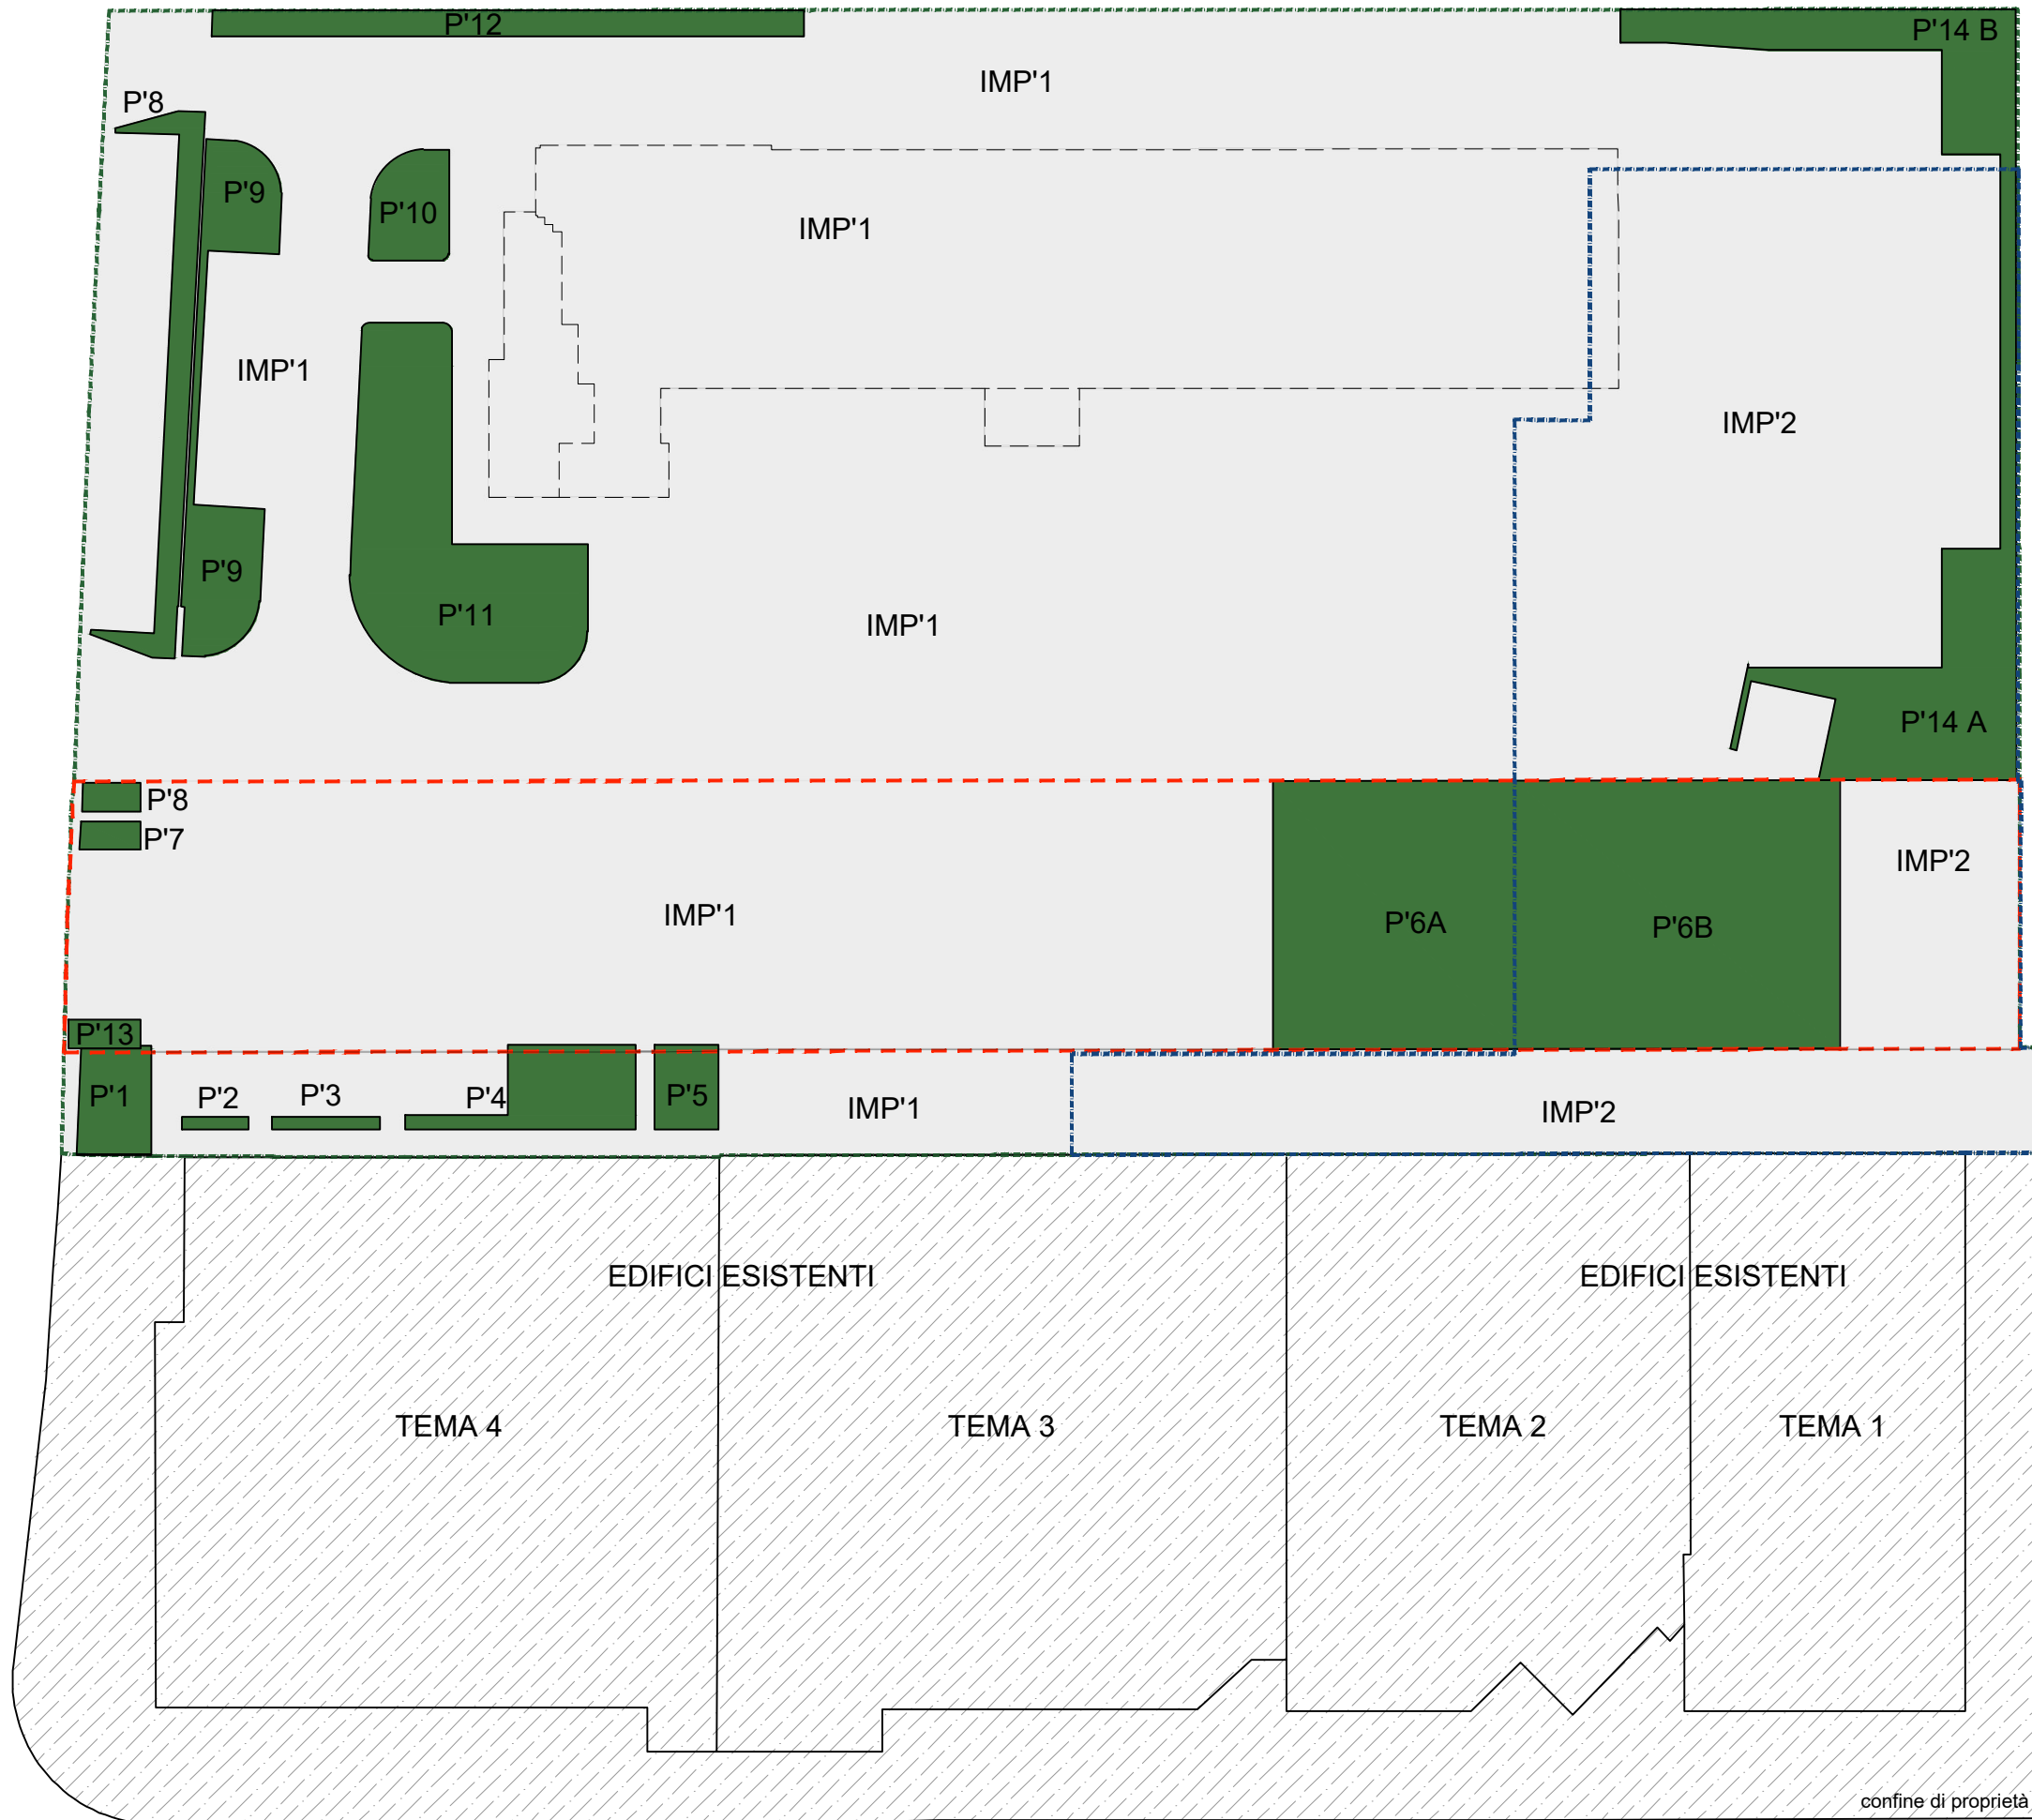 P'12
P'14 B
IMP'1
P'8
P'9
P'10
IMP'1
IMP'1
IMP'2
P'9
P'11
IMP'1
P'14 A
P'8
P'7
IMP'2
IMP'1
P'6A
P'6B
P'13
P'1
P'2
P'3
P'4
P'5
IMP'1
IMP'2
EDIFICI ESISTENTI
EDIFICI ESISTENTI
TEMA 4
TEMA 3
TEMA 2
TEMA 1
confine di proprietà